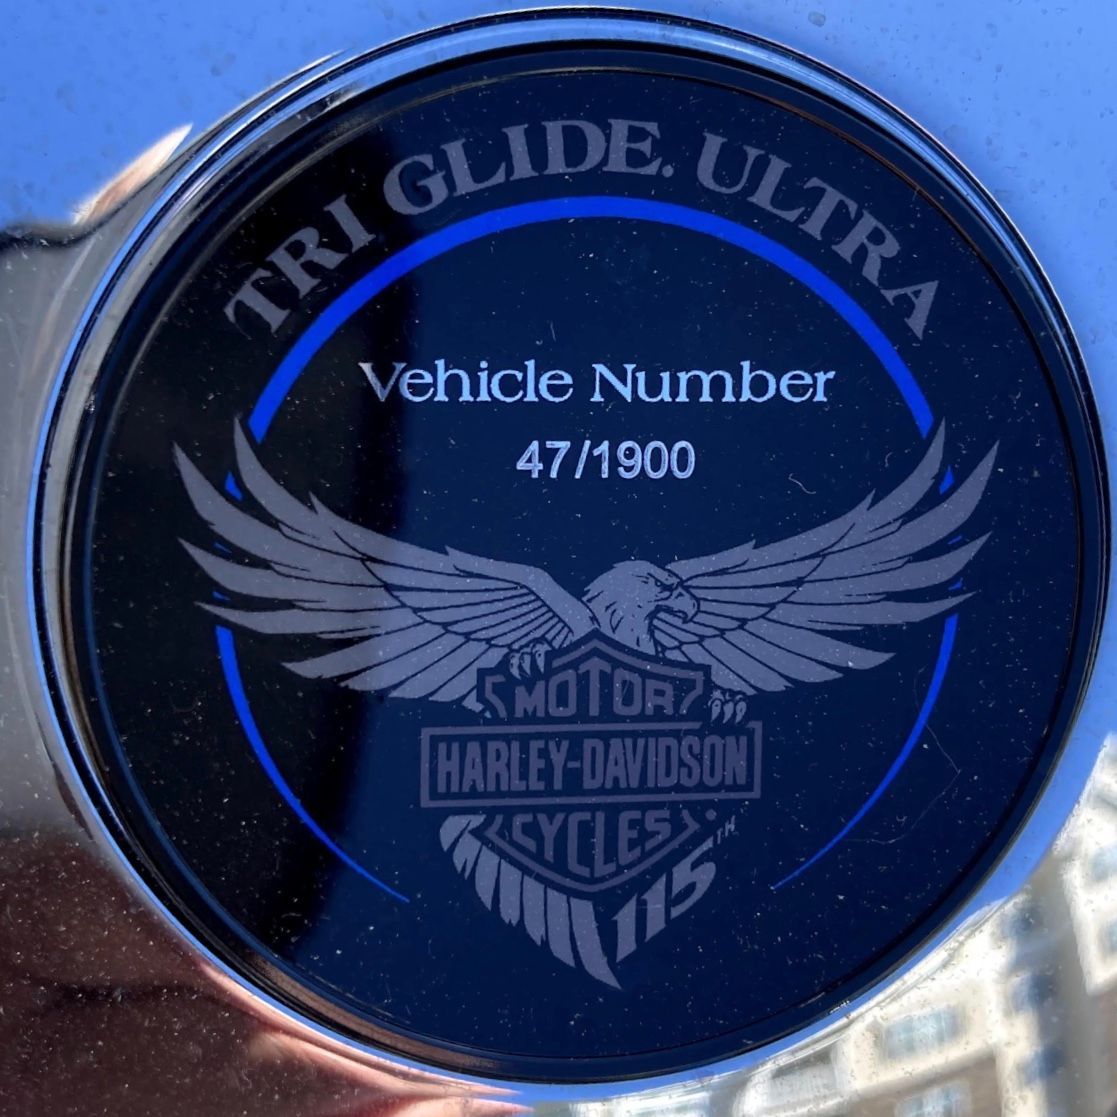 TRI GLIDE. ULTRA
Vehicle Number
47/1900
MOTOR
HARLEY-DAVIDSON
CYCLES
115TH